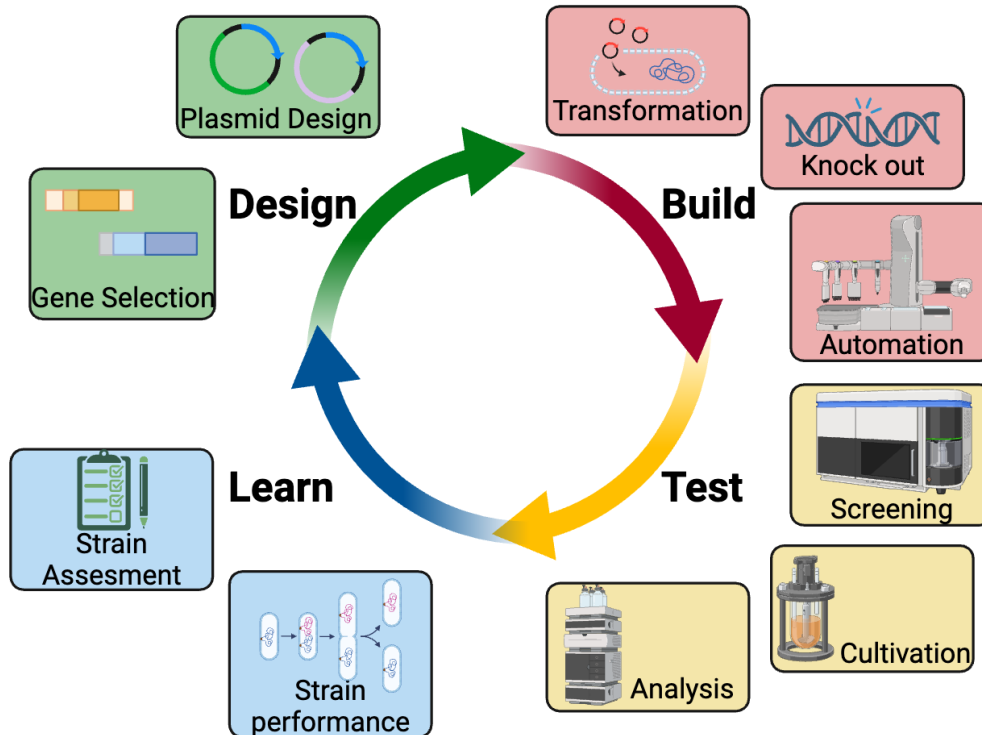 Plasmid Design
Transformation
Knock out
Gene Selection
Design
Build
Automation
Learn
Test
Screening
Strain
Assesment
Strain
performance
Analysis
Cultivation